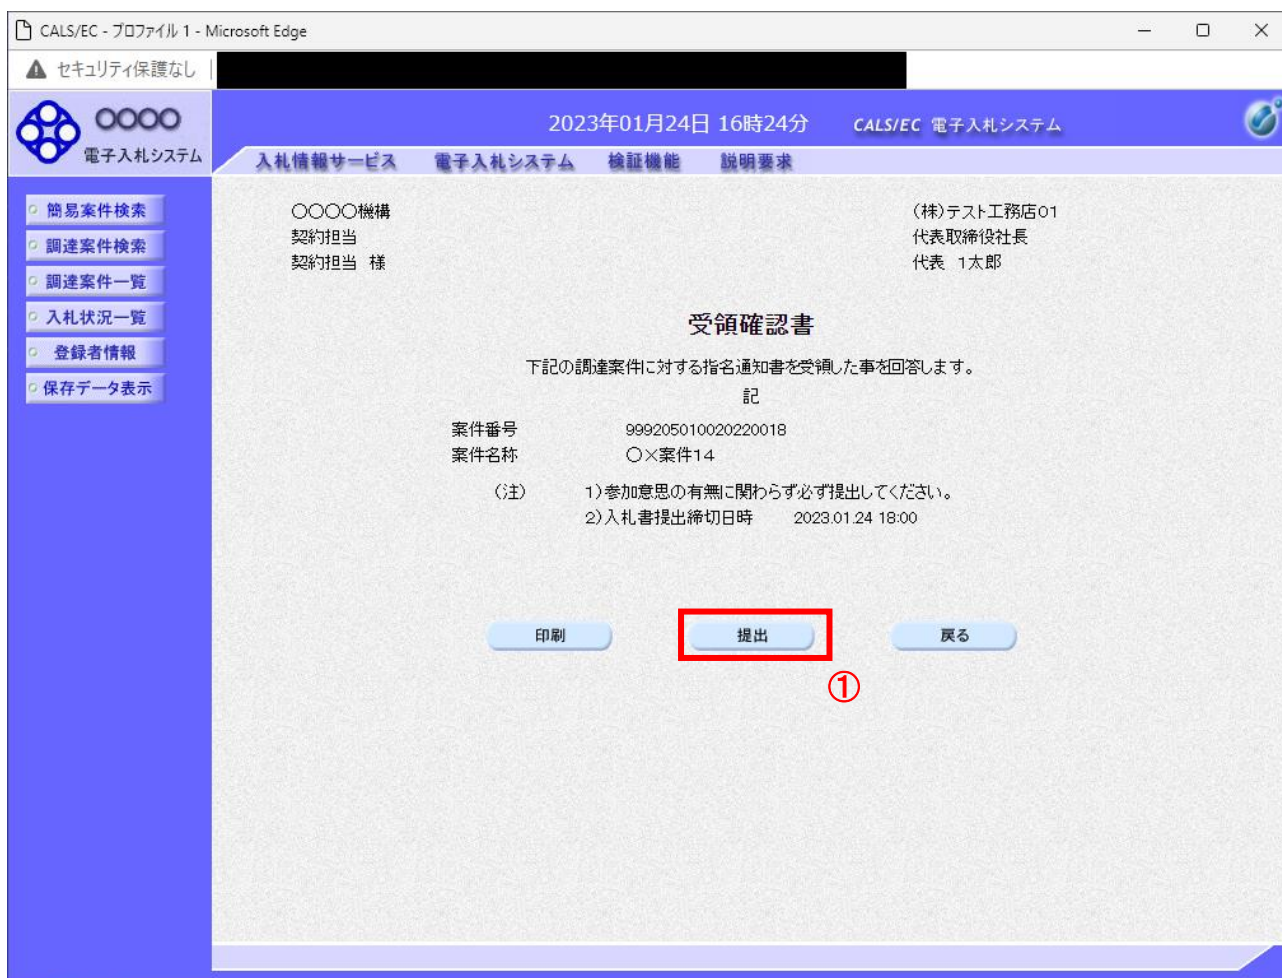 CALS/EC - プロファイル 1 - Microsoft Edge
セキュリティ保護なし
〇〇〇〇
電子入札システム
2023年01月24日 16時24分
CALS/EC 電子入札システム
入札情報サービス 電子入札システム 検証機能 説明要求
簡易案件検索
調達案件検索
調達案件一覧
入札状況一覧
登録者情報
保存データ表示
〇〇〇〇機構
契約担当
契約担当 様
(株)テスト工務店01
代表取締役社長
代表 1太郎
受領確認書
下記の調達案件に対する指名通知書を受領した事を回答します。
記
案件番号 999205010020220018
案件名称 〇×案件14
(注) 1)参加意思の有無に関わらず必ず提出してください。
2)入札書提出締切日時 2023.01.24 18:00
印刷 提出 戻る
①